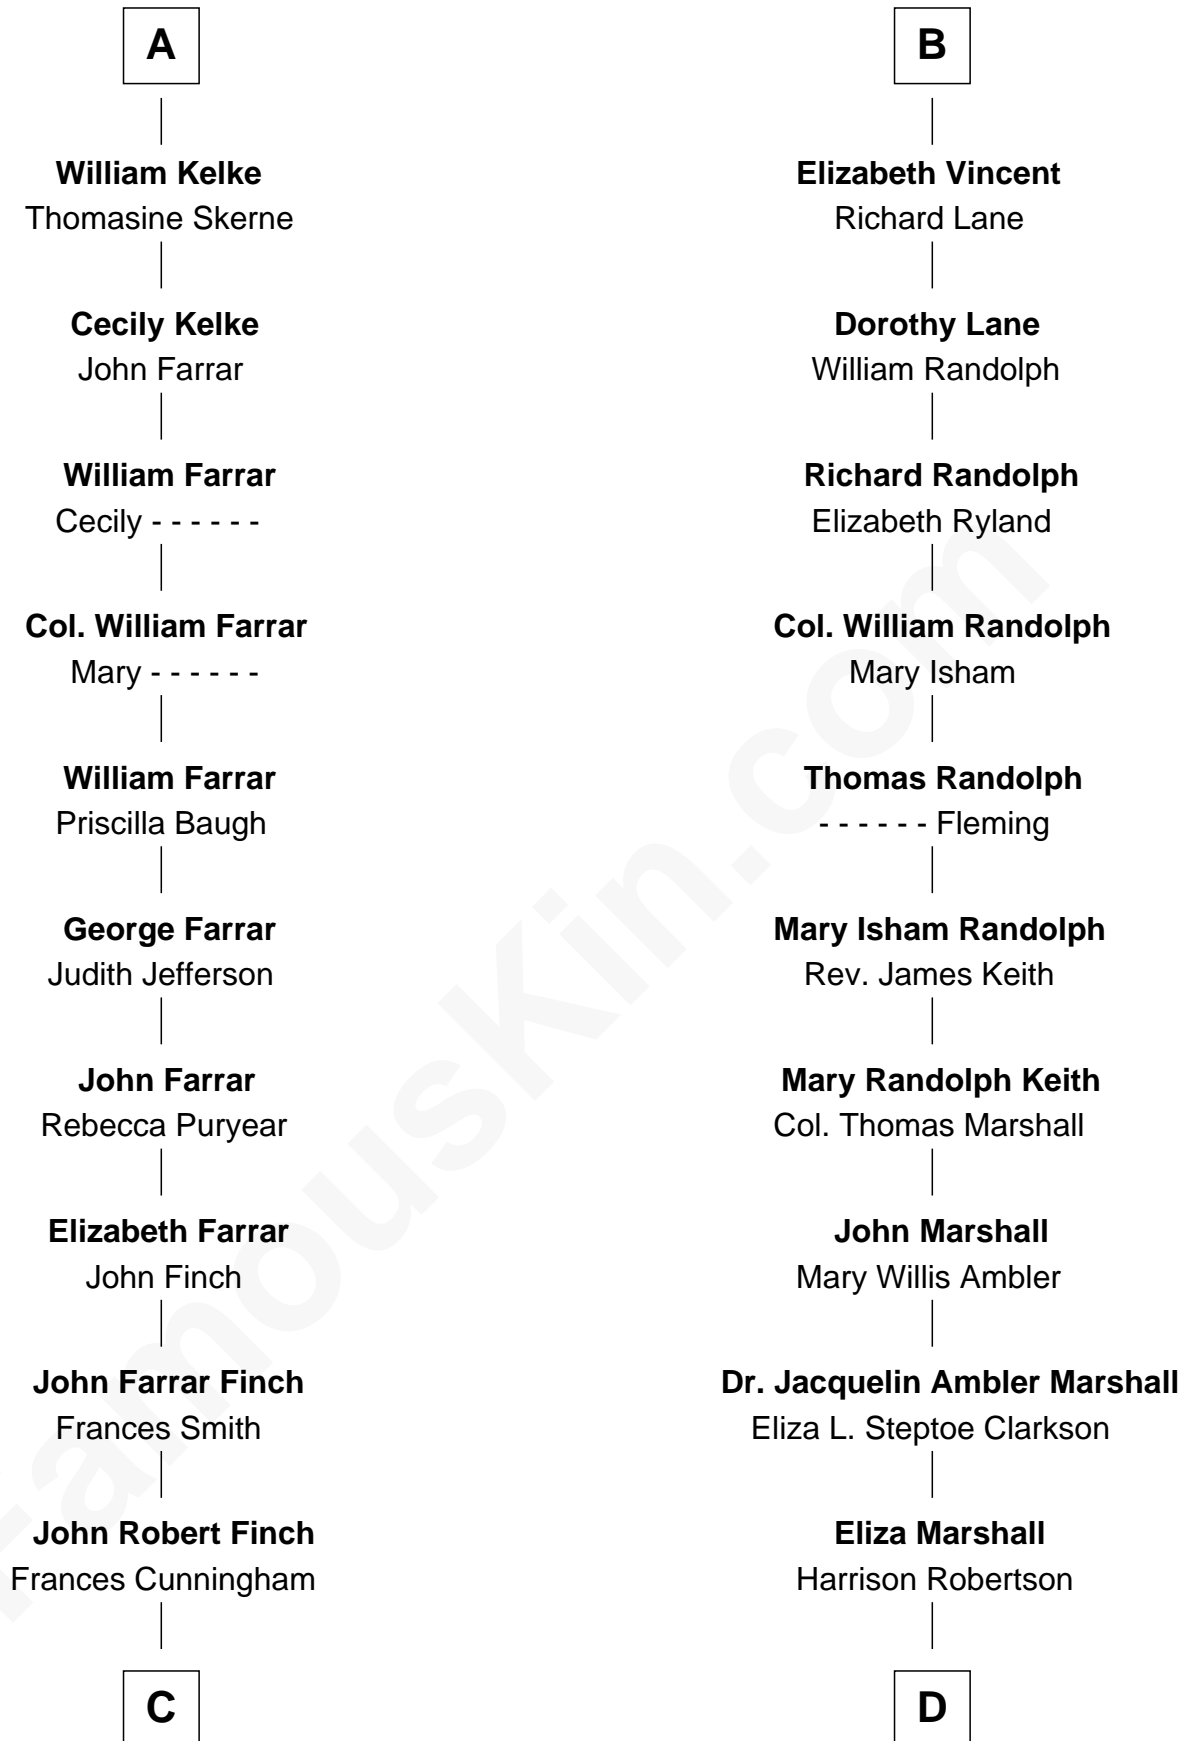 A
William Kelke
Thomasine Skerne
Cecily Kelke
John Farrar
William Farrar
Cecily - - - - - -
Col. William Farrar
Mary - - - - - -
William Farrar
Priscilla Baugh
George Farrar
Judith Jefferson
John Farrar
Rebecca Puryear
Elizabeth Farrar
John Finch
John Farrar Finch
Frances Smith
John Robert Finch
Frances Cunningham
C
B
Elizabeth Vincent
Richard Lane
Dorothy Lane
William Randolph
Richard Randolph
Elizabeth Ryland
Col. William Randolph
Mary Isham
Thomas Randolph
- - - - - - Fleming
Mary Isham Randolph
Rev. James Keith
Mary Randolph Keith
Col. Thomas Marshall
John Marshall
Mary Willis Ambler
Dr. Jacquelin Ambler Marshall
Eliza L. Steptoe Clarkson
Eliza Marshall
Harrison Robertson
D
FamousKin.com